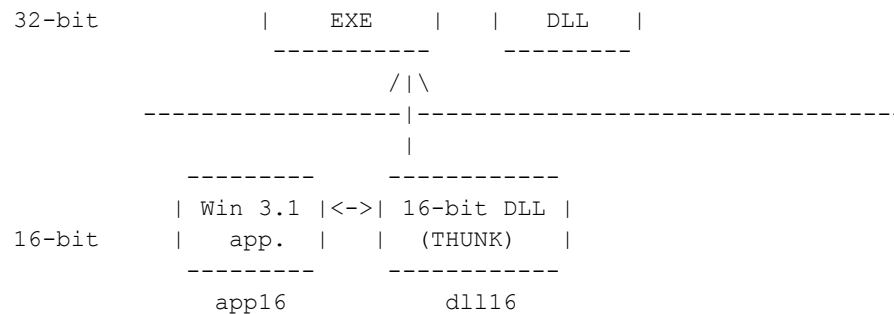 32-bit | EXE | | DLL |
----------- ---------
/|\
------------------|---------------------------------
|
--------- ------------
| Win 3.1 |<->| 16-bit DLL |
16-bit | app. | | (THUNK) |
--------- ------------
app16 dll16